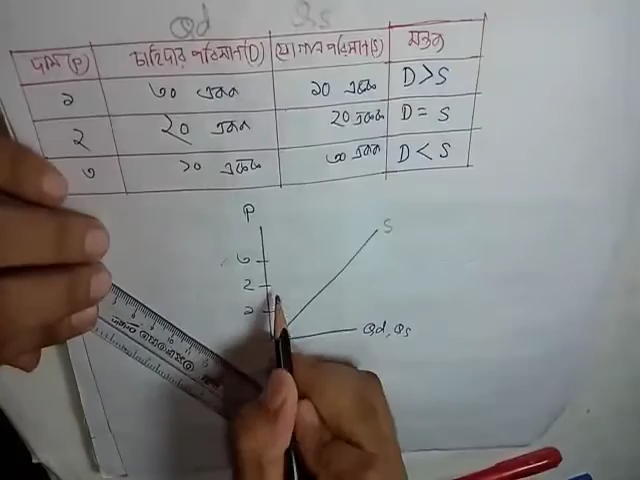 Qd Qs
দাম (P) চাহিদার পরিমান (D) যোগান পরিমান (S) মন্তব্য
১ ৩০ একক ১০ একক D > S
২ ২০ একক ২০ একক D = S
৩ ১০ একক ৩০ একক D < S
P
S
৩
২
১
Qd, Qs